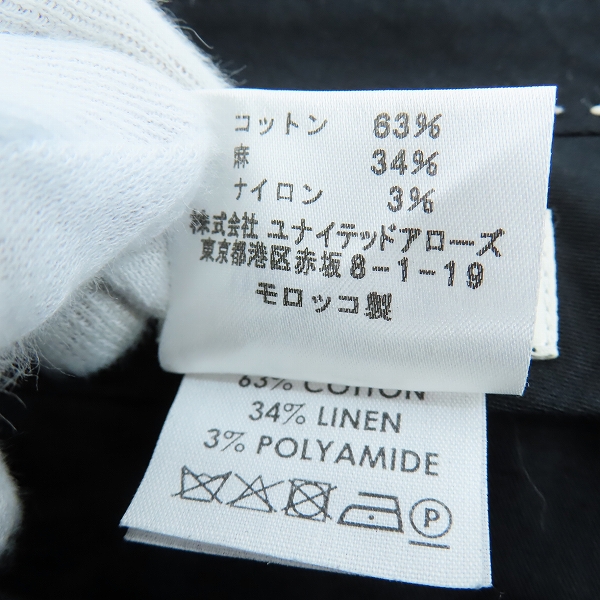 コットン 63%
麻 34%
ナイロン 3%
株式会社 ユナイテッドアローズ
東京都港区赤坂8-1-19
モロッコ製
63% COTTON
34% LINEN
3% POLYAMIDE
P